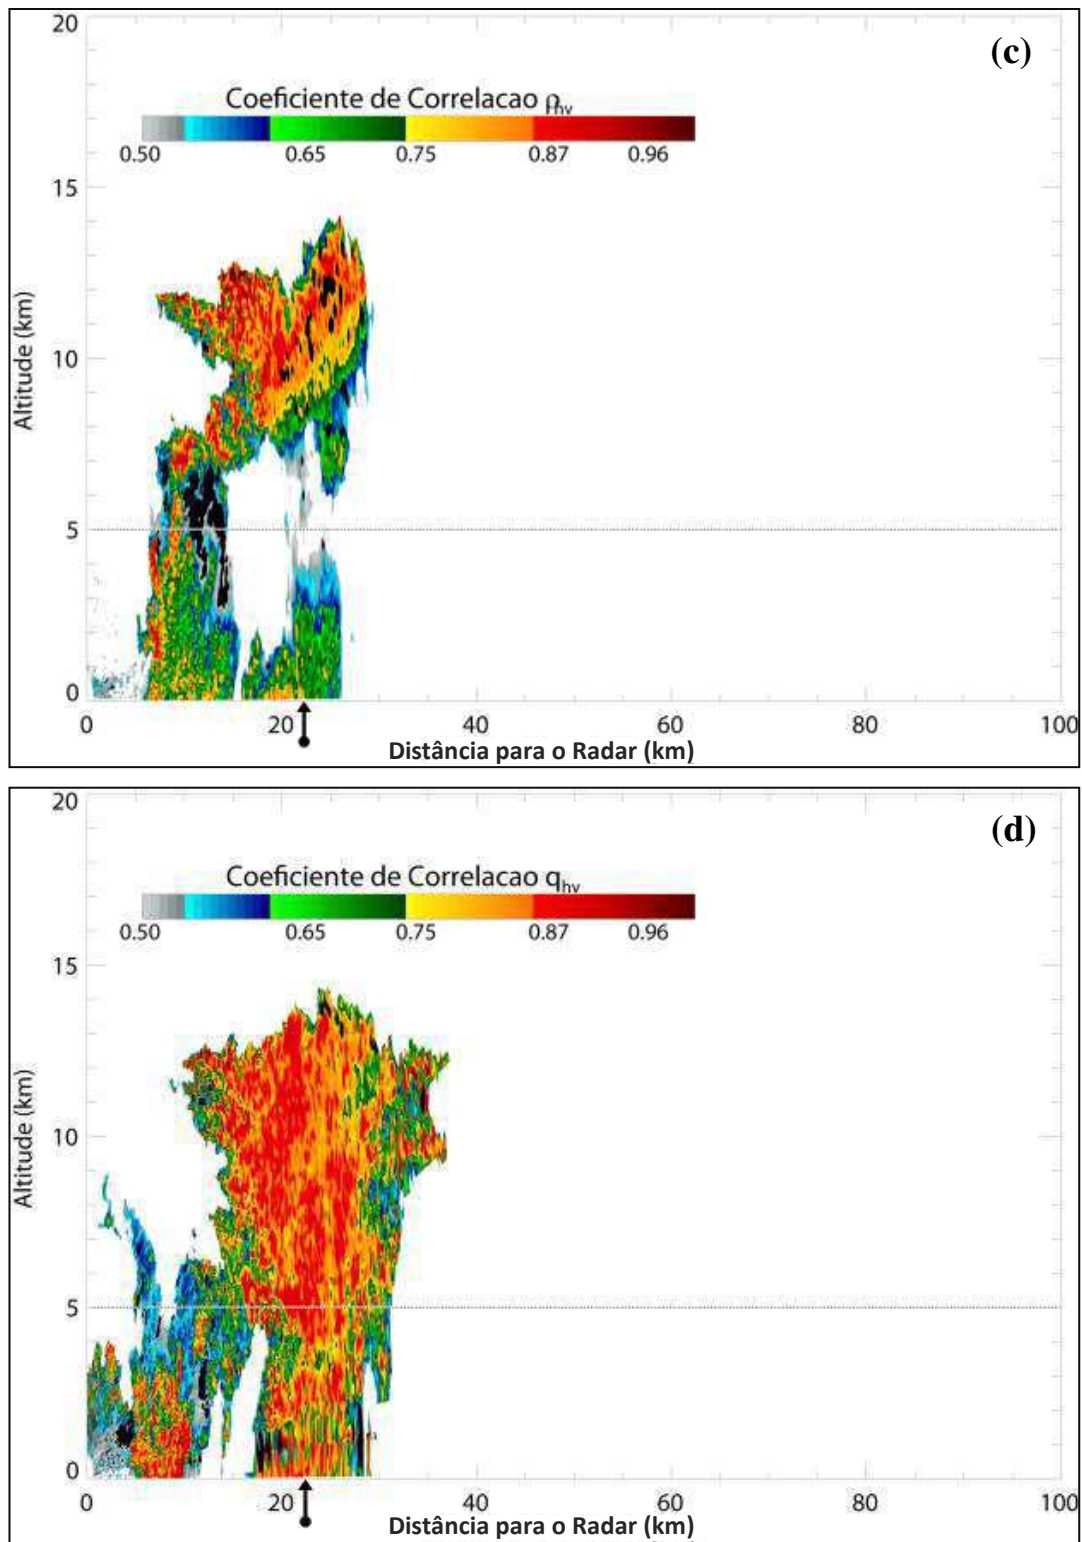 (c)
Coeficiente de Correlacao ρhv
0.50 0.65 0.75 0.87 0.96
20
15
10
5
0
Altitude (km)
0 20 40 60 80 100
Distância para o Radar (km)
(d)
Coeficiente de Correlacao qhv
0.50 0.65 0.75 0.87 0.96
20
15
10
5
0
Altitude (km)
0 20 40 60 80 100
Distância para o Radar (km)